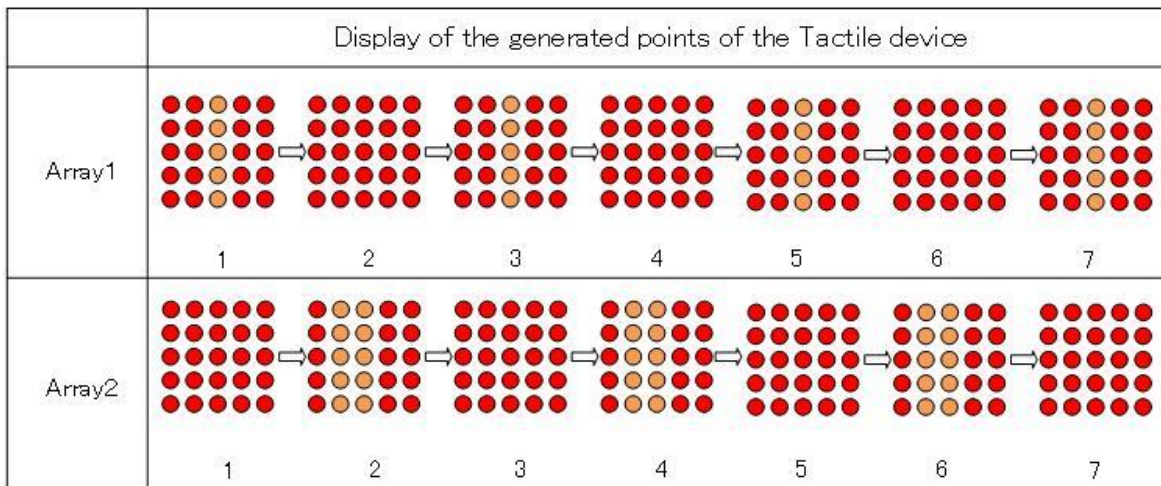 Display of the generated points of the Tactile device
Array1
1 2 3 4 5 6 7
Array2
1 2 3 4 5 6 7